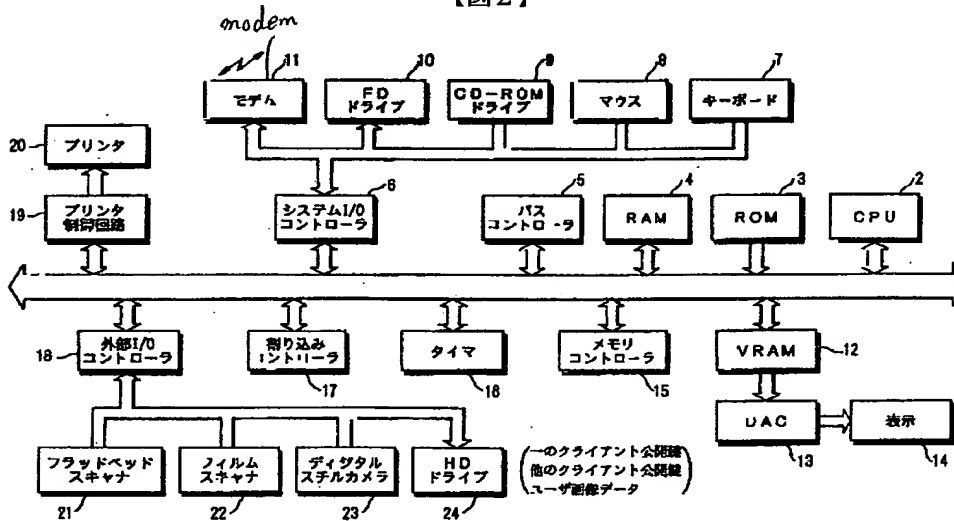 【図2】
modem
11
10
9
8
7
モデム
FD
ドライブ
CD-ROM
ドライブ
マウス
キーボード
20
プリンタ
19
プリンタ
制御回路
6
システムI/O
コントローラ
5
バス
コントローラ
4
RAM
3
ROM
2
CPU
18
外部I/O
コントローラ
割り込み
コントローラ
17
タイマ
16
メモリ
コントローラ
15
VRAM
12
DAC
13
表示
14
フラッドベッド
スキャナ
21
フィルム
スキャナ
22
ディジタル
スチルカメラ
23
HD
ドライブ
24
一のクライアント公開鍵
他のクライアント公開鍵
ユーザ画像データ